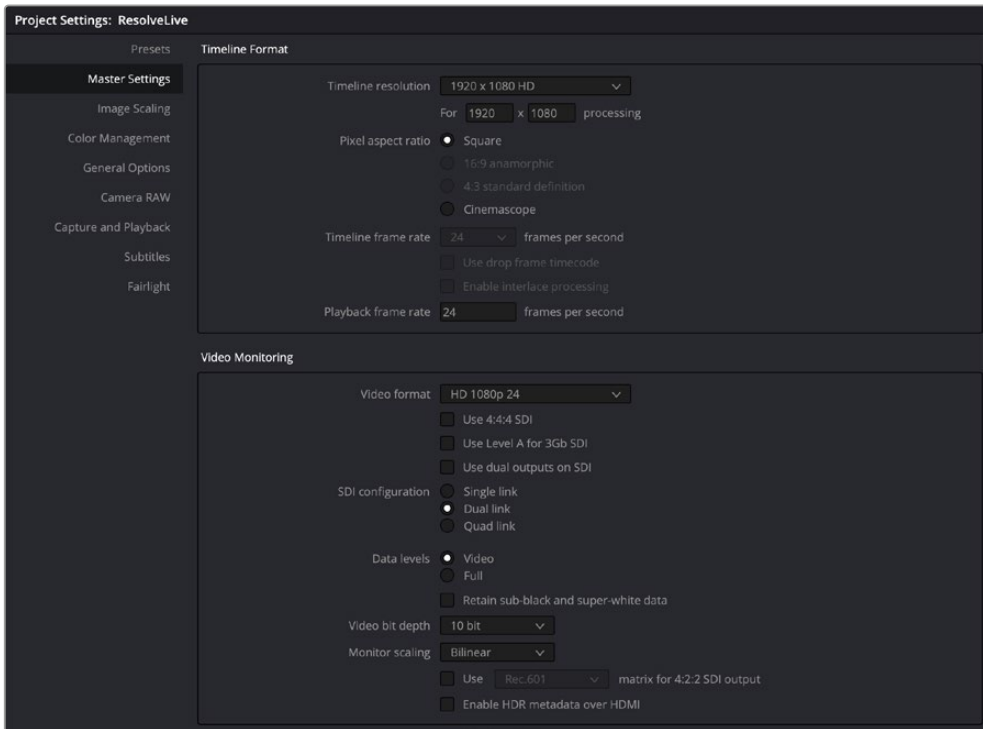 Project Settings: ResolveLive
Presets
Master Settings
Image Scaling
Color Management
General Options
Camera RAW
Capture and Playback
Subtitles
Fairlight
Timeline Format
Timeline resolution 1920 x 1080 HD
For 1920 x 1080 processing
Pixel aspect ratio Square
16:9 anamorphic
4:3 standard definition
Cinemascope
Timeline frame rate 24 frames per second
Use drop frame timecode
Enable interlace processing
Playback frame rate 24 frames per second
Video Monitoring
Video format HD 1080p 24
Use 4:4:4 SDI
Use Level A for 3Gb SDI
Use dual outputs on SDI
SDI configuration Single link
Dual link
Quad link
Data levels Video
Full
Retain sub-black and super-white data
Video bit depth 10 bit
Monitor scaling Bilinear
Use Rec.601 matrix for 4:2:2 SDI output
Enable HDR metadata over HDMI